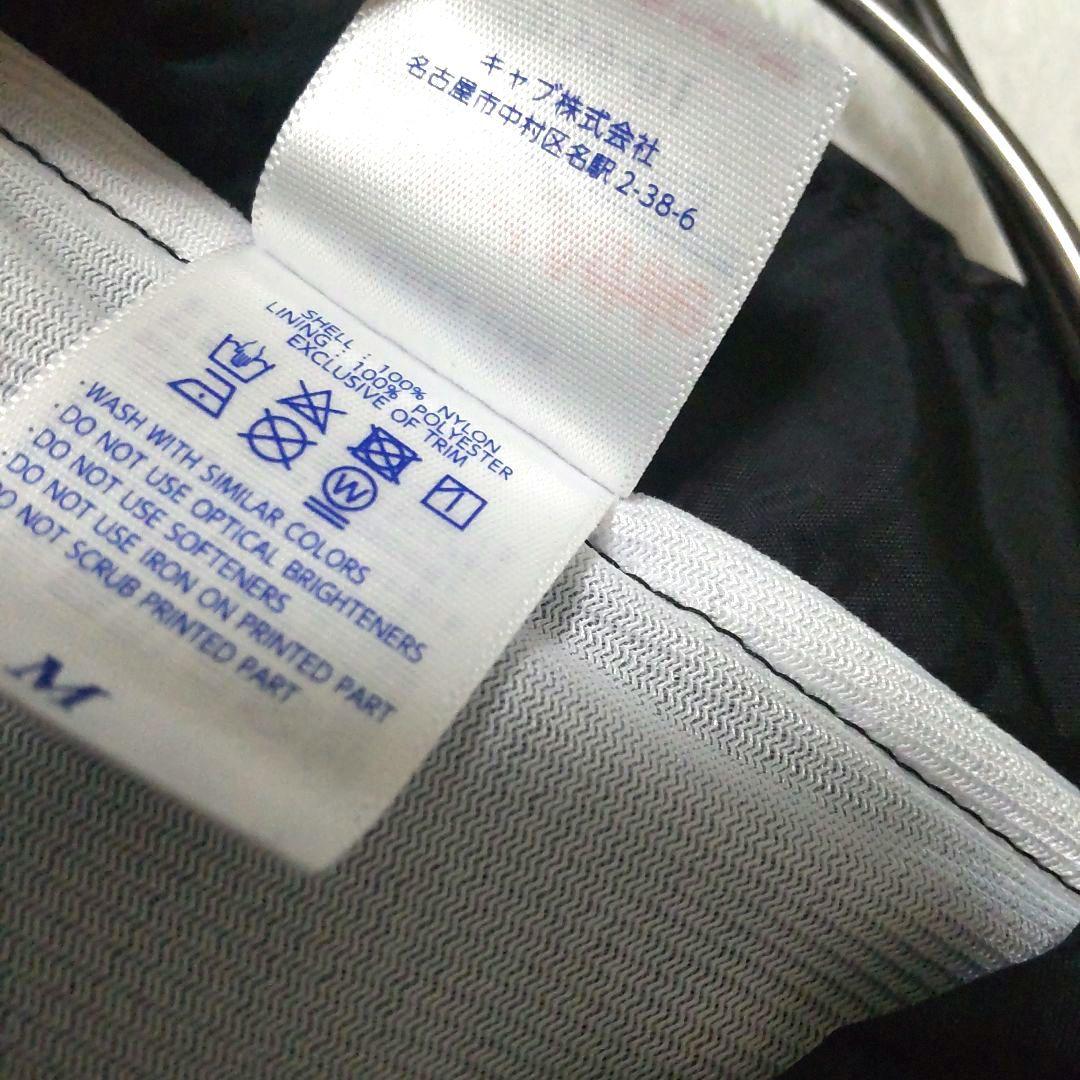 キャブ株式会社
名古屋市中村区名駅 2-38-6
SHELL : 100% NYLON
LINING : 100% POLYESTER
EXCLUSIVE OF TRIM
W
· WASH WITH SIMILAR COLORS
· DO NOT USE OPTICAL BRIGHTENERS
· DO NOT USE SOFTENERS
· DO NOT USE IRON ON PRINTED PART
DO NOT SCRUB PRINTED PART
M